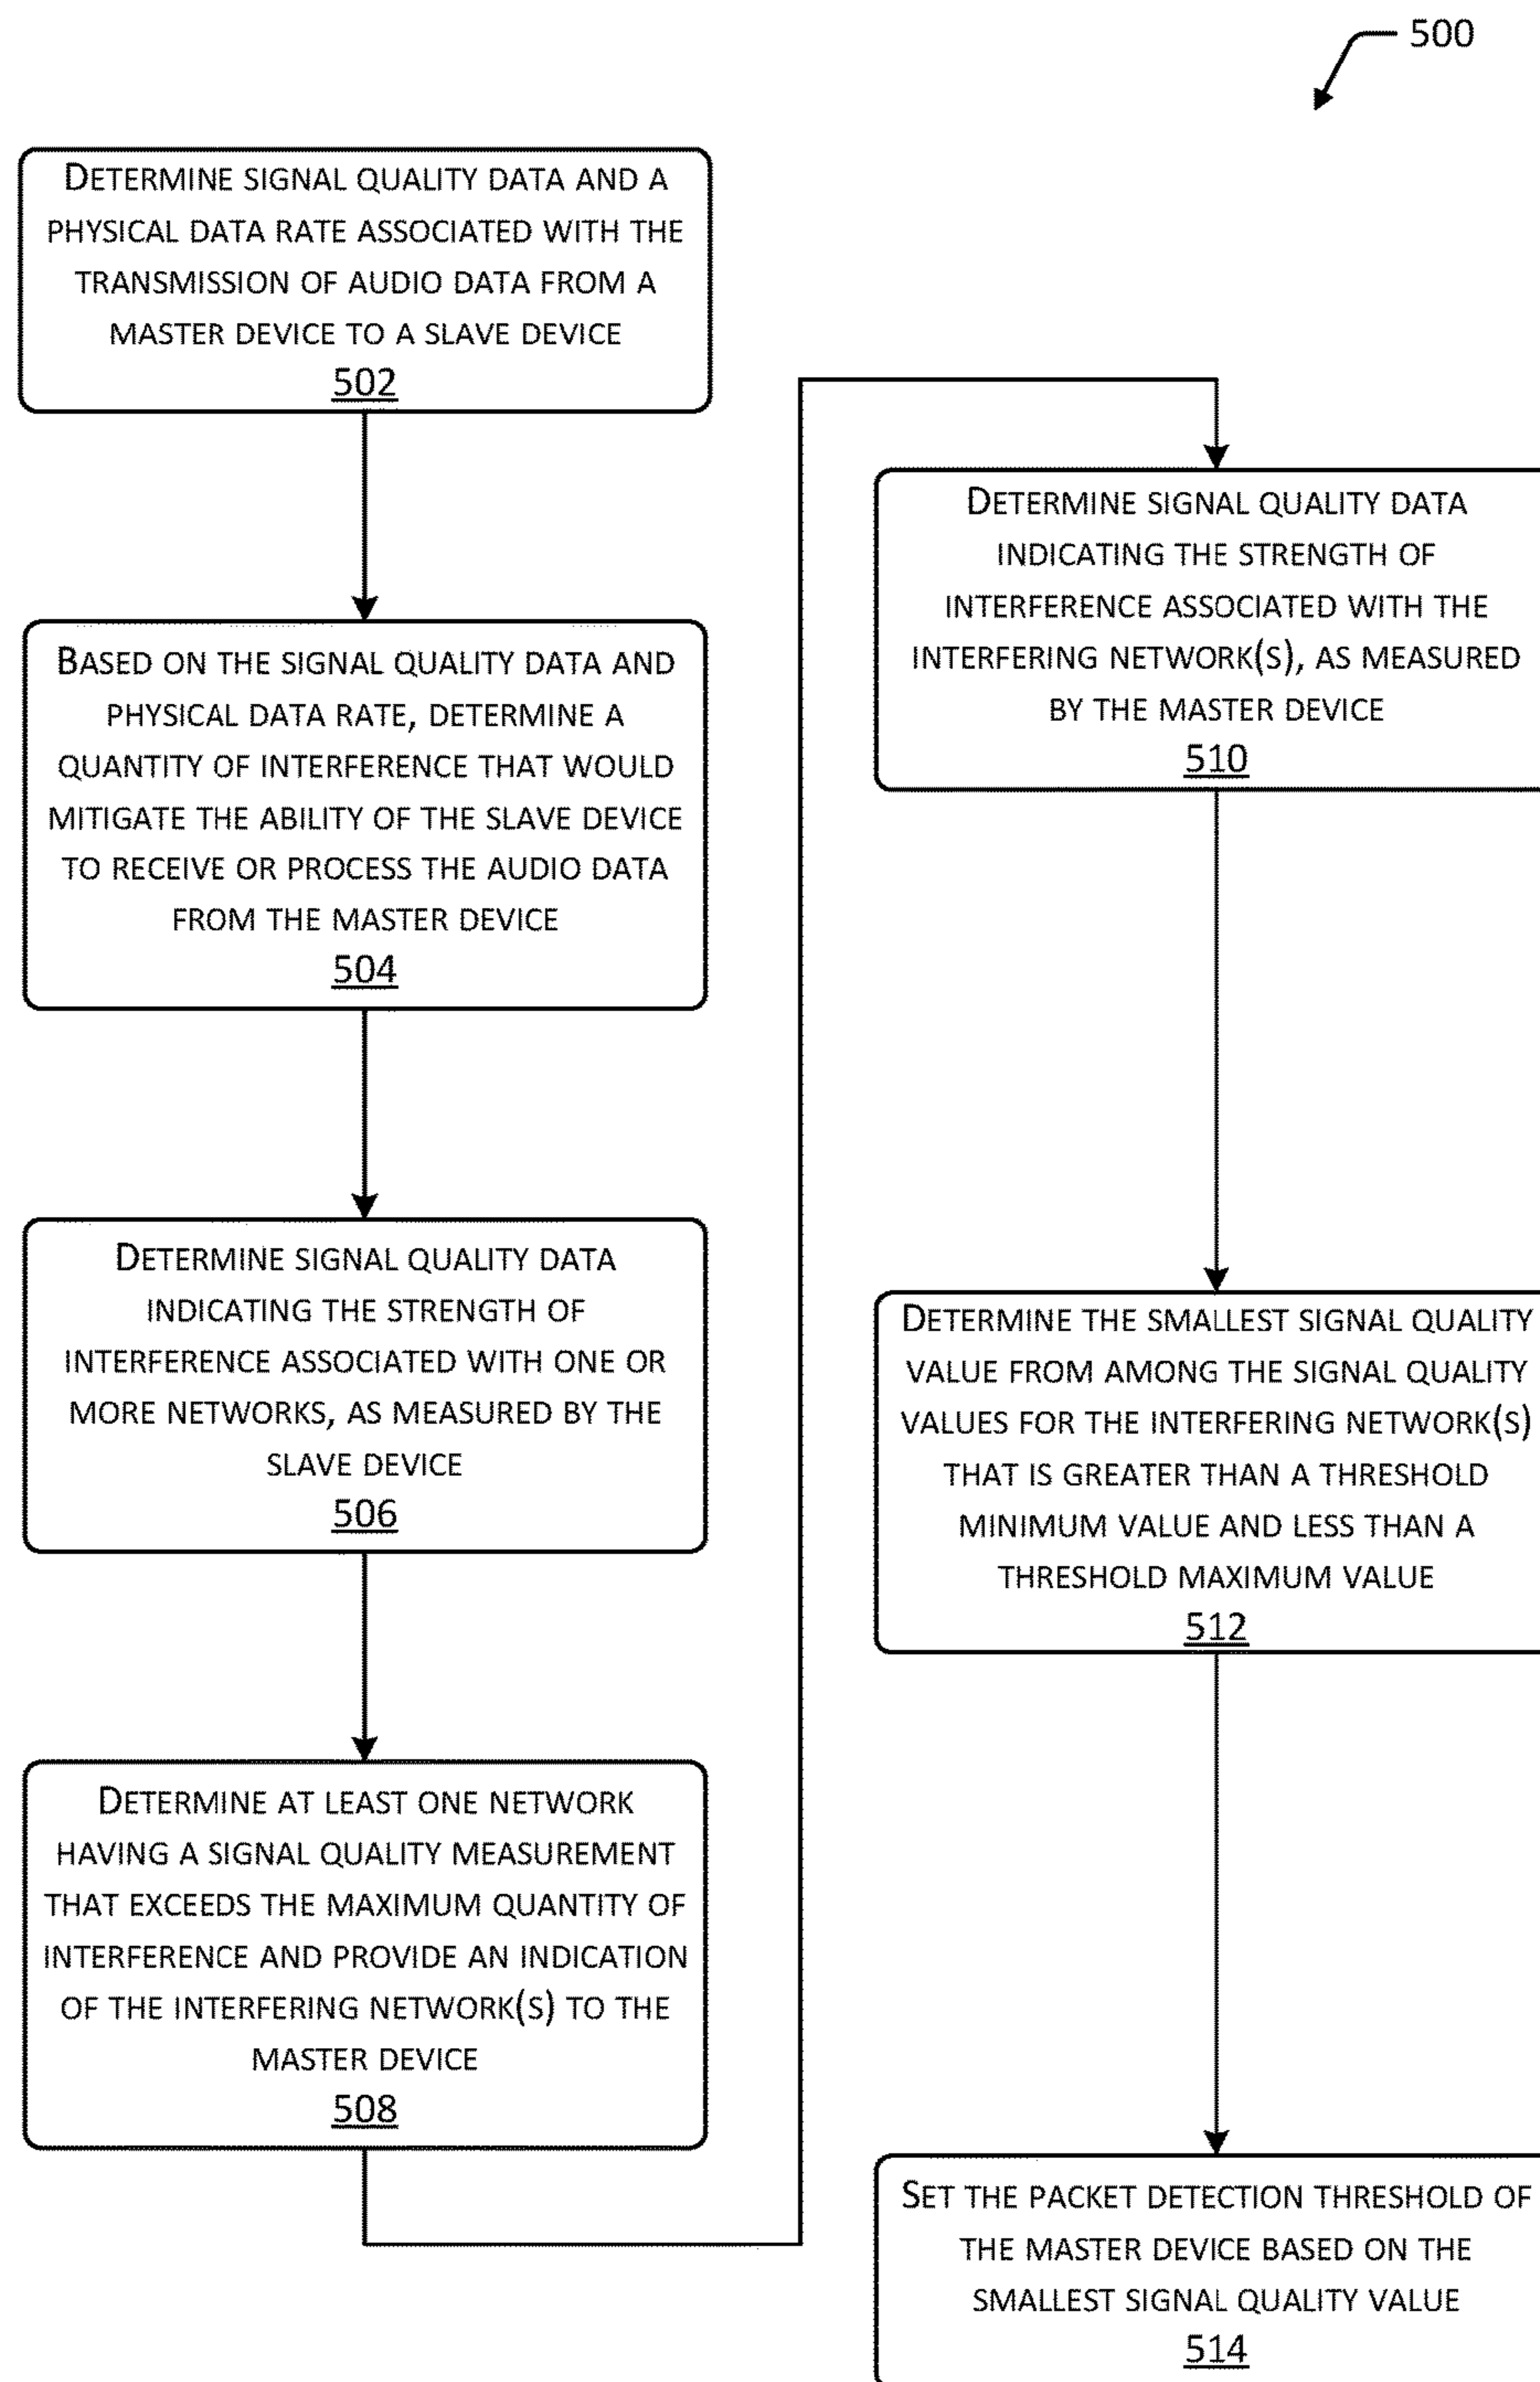 500
DETERMINE SIGNAL QUALITY DATA AND A
PHYSICAL DATA RATE ASSOCIATED WITH THE
TRANSMISSION OF AUDIO DATA FROM A
MASTER DEVICE TO A SLAVE DEVICE
502
BASED ON THE SIGNAL QUALITY DATA AND
PHYSICAL DATA RATE, DETERMINE A
QUANTITY OF INTERFERENCE THAT WOULD
MITIGATE THE ABILITY OF THE SLAVE DEVICE
TO RECEIVE OR PROCESS THE AUDIO DATA
FROM THE MASTER DEVICE
504
DETERMINE SIGNAL QUALITY DATA
INDICATING THE STRENGTH OF
INTERFERENCE ASSOCIATED WITH ONE OR
MORE NETWORKS, AS MEASURED BY THE
SLAVE DEVICE
506
DETERMINE AT LEAST ONE NETWORK
HAVING A SIGNAL QUALITY MEASUREMENT
THAT EXCEEDS THE MAXIMUM QUANTITY OF
INTERFERENCE AND PROVIDE AN INDICATION
OF THE INTERFERING NETWORK(S) TO THE
MASTER DEVICE
508
DETERMINE SIGNAL QUALITY DATA
INDICATING THE STRENGTH OF
INTERFERENCE ASSOCIATED WITH THE
INTERFERING NETWORK(S), AS MEASURED
BY THE MASTER DEVICE
510
DETERMINE THE SMALLEST SIGNAL QUALITY
VALUE FROM AMONG THE SIGNAL QUALITY
VALUES FOR THE INTERFERING NETWORK(S)
THAT IS GREATER THAN A THRESHOLD
MINIMUM VALUE AND LESS THAN A
THRESHOLD MAXIMUM VALUE
512
SET THE PACKET DETECTION THRESHOLD OF
THE MASTER DEVICE BASED ON THE
SMALLEST SIGNAL QUALITY VALUE
514